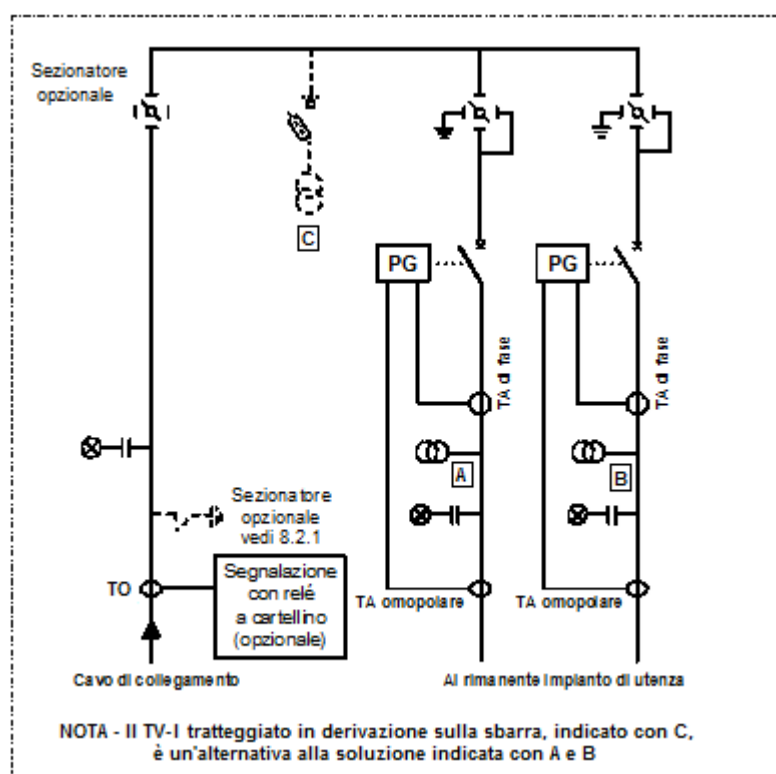 Sezionatore
opzionale
C
PG
PG
TA di fase
TA di fase
A
B
Sezionatore
opzionale
vedi 8.2.1
TO
Segnalazione
con relé
a cartellino
(opzionale)
TA omopolare
TA omopolare
Cavo di collegamento
Al rimanente impianto di utenza
NOTA - Il TV-I tratteggiato in derivazione sulla sbarra, indicato con C,
è un'alternativa alla soluzione indicata con A e B